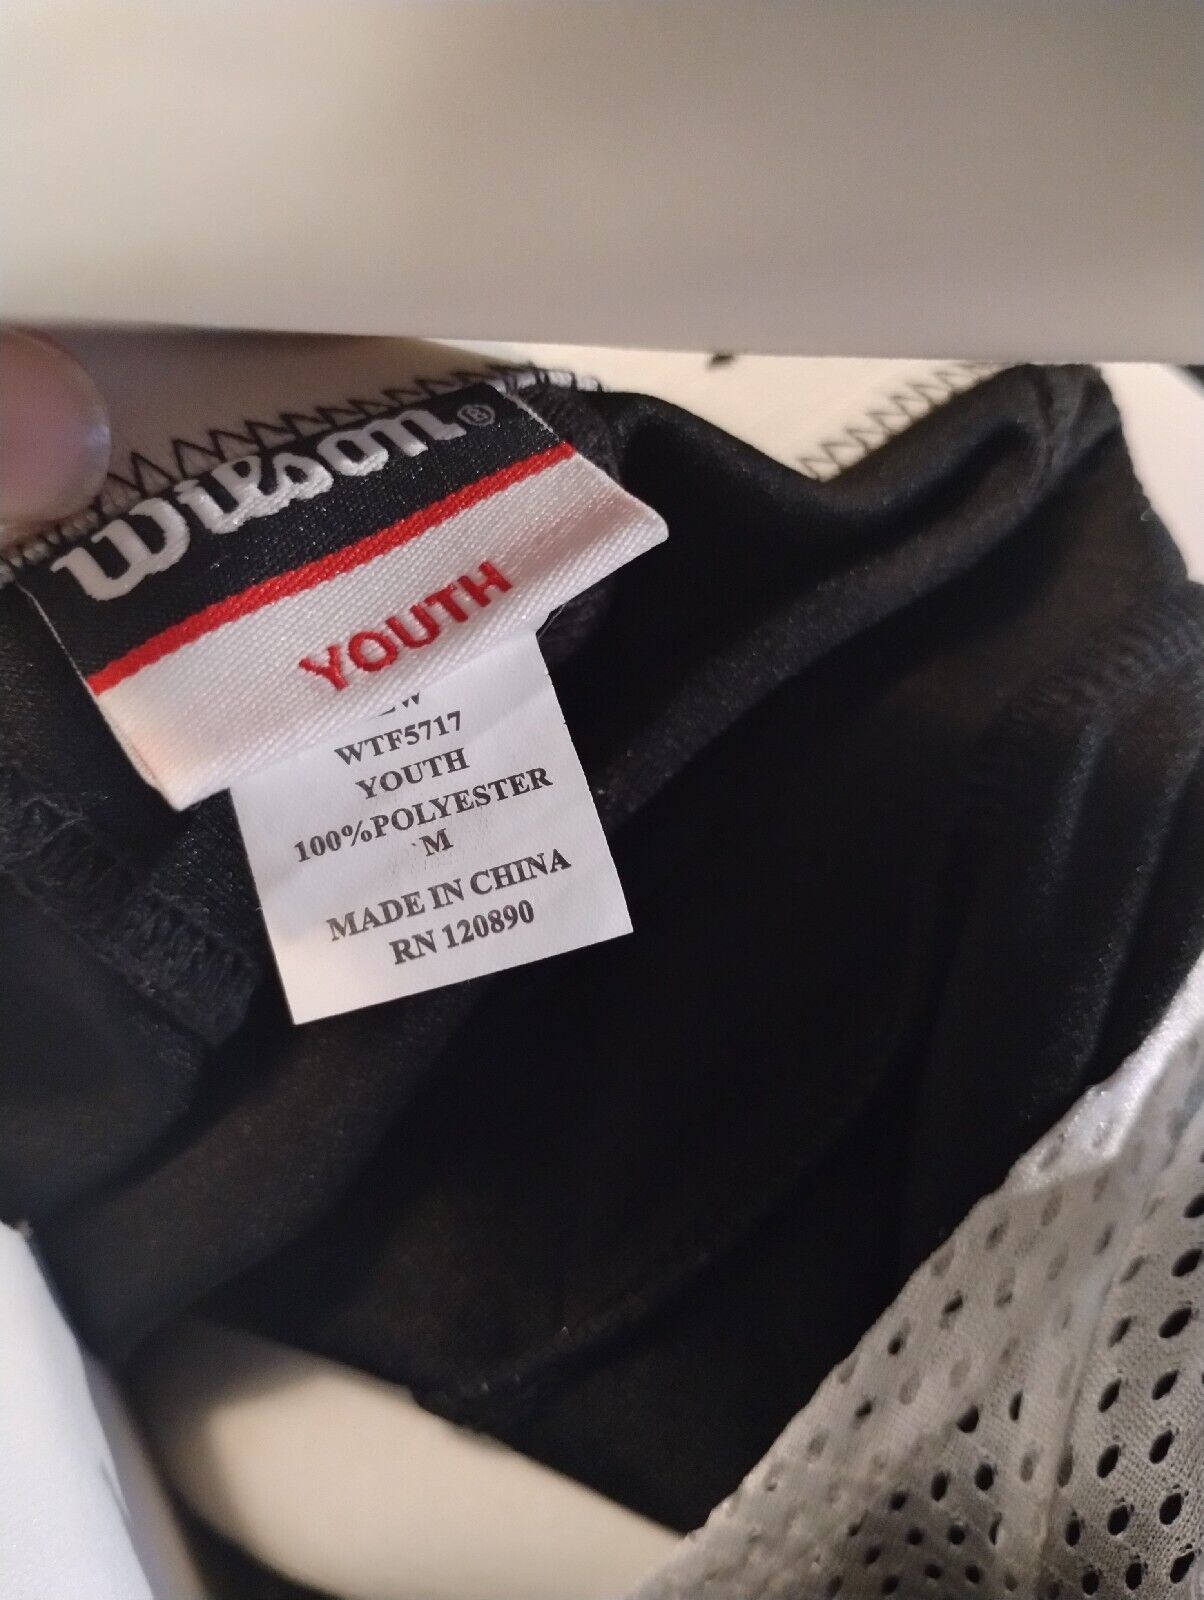 Wilson®
YOUTH
WTF5717
YOUTH
100%POLYESTER
M
MADE IN CHINA
RN 120890